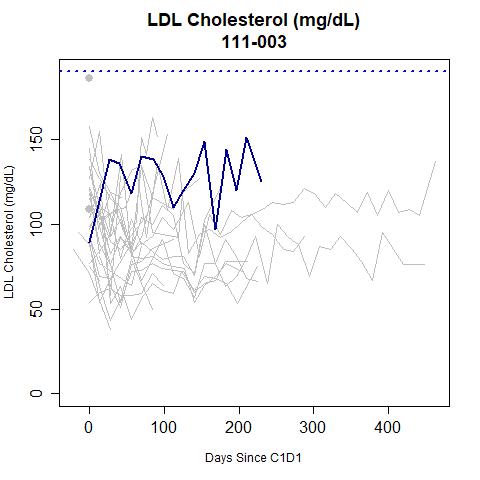 LDL Cholesterol (mg/dL)
111-003
LDL Cholesterol (mg/dL)
150
100
50
0
0 100 200 300 400
Days Since C1D1